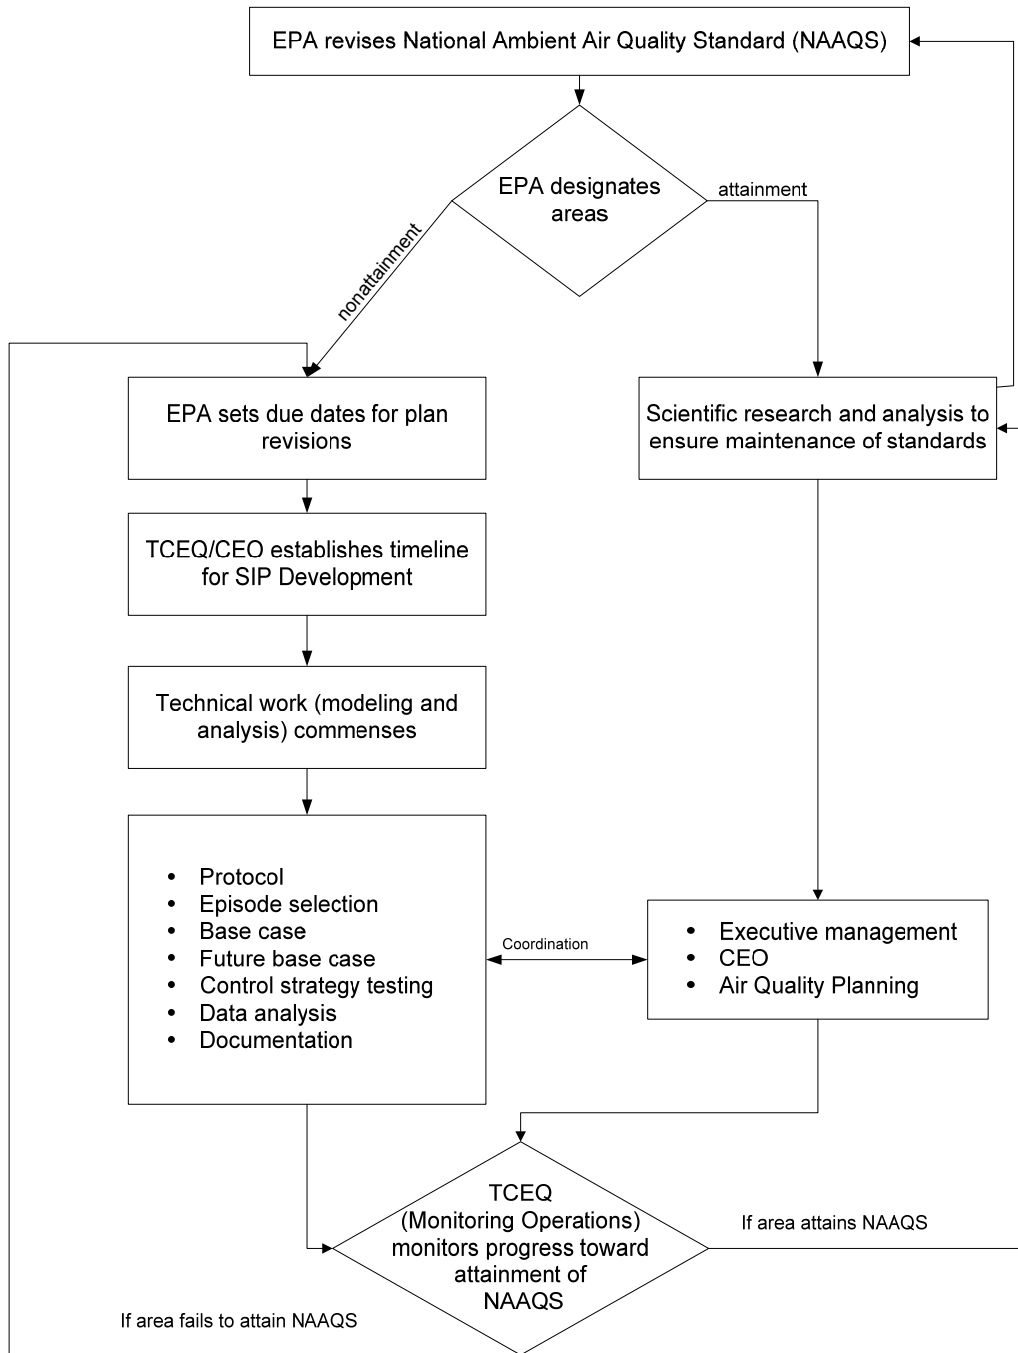 EPA revises National Ambient Air Quality Standard (NAAQS)
EPA designates
areas
attainment
nonattainment
EPA sets due dates for plan
revisions
Scientific research and analysis to
ensure maintenance of standards
TCEQ/CEO establishes timeline
for SIP Development
Technical work (modeling and
analysis) commenses
• Protocol
• Episode selection
• Base case
• Future base case
• Control strategy testing
• Data analysis
• Documentation
Coordination
• Executive management
• CEO
• Air Quality Planning
TCEQ
(Monitoring Operations)
monitors progress toward
attainment of
NAAQS
If area attains NAAQS
If area fails to attain NAAQS